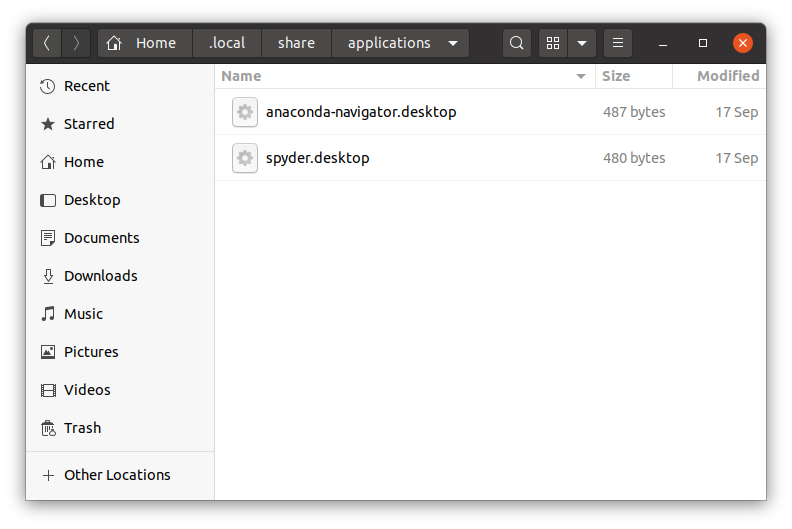 Home .local share applications
Name Size Modified
anaconda-navigator.desktop 487 bytes 17 Sep
spyder.desktop 480 bytes 17 Sep
Recent
Starred
Home
Desktop
Documents
Downloads
Music
Pictures
Videos
Trash
Other Locations